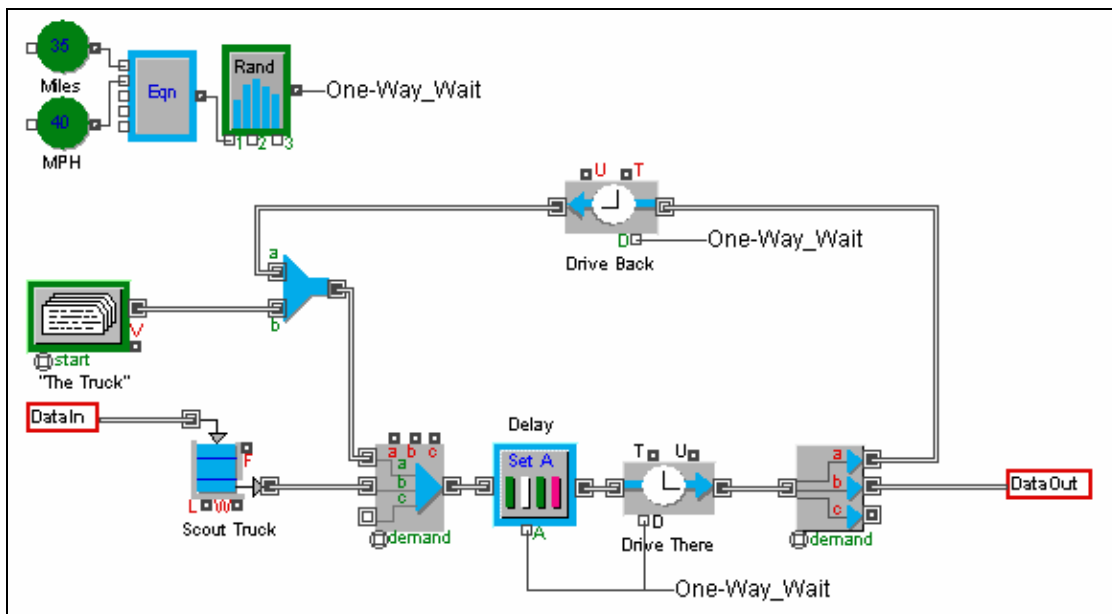 35
Miles
40
MPH
Eqn
Rand
1 2 3
One-Way_Wait
U T
D
One-Way_Wait
Drive Back
a
b
V
start
"The Truck"
DataIn
F
L W
Scout Truck
a b c
a
b
c
demand
Delay
Set A
A
T U
D
Drive There
One-Way_Wait
a
b
c
demand
DataOut